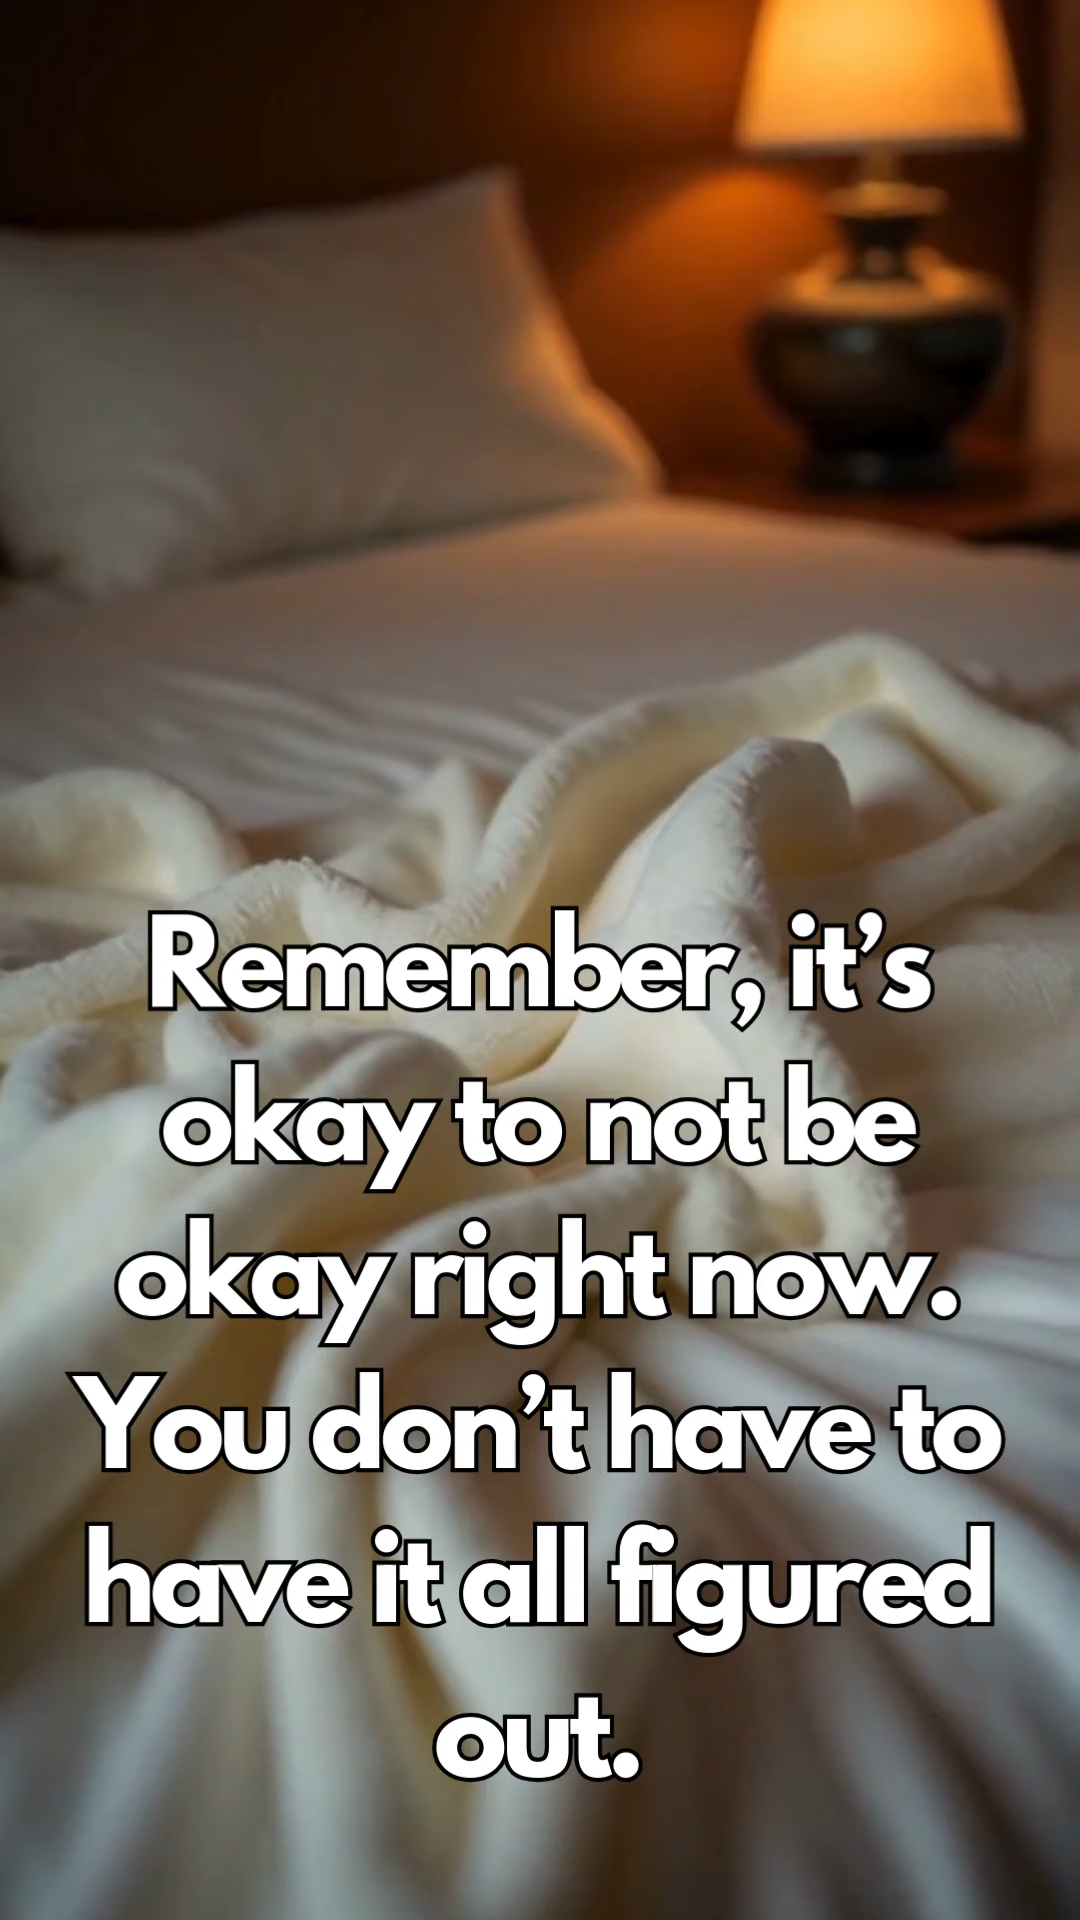 Remember, it’s
okay to not be
okay right now.
You don’t have to
have it all figured
out.